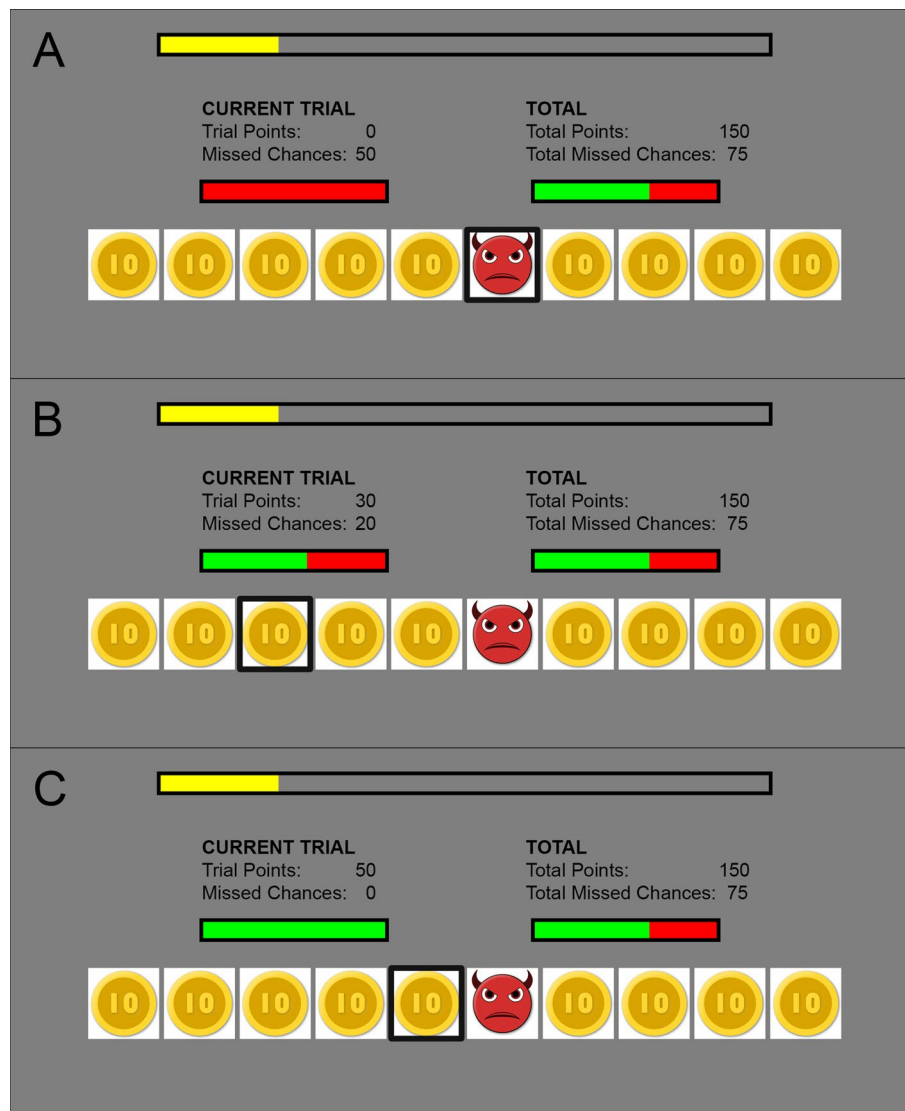 A
CURRENT TRIAL
Trial Points: 0
Missed Chances: 50
TOTAL
Total Points: 150
Total Missed Chances: 75
10 10 10 10 10 10 10 10 10
B
CURRENT TRIAL
Trial Points: 30
Missed Chances: 20
TOTAL
Total Points: 150
Total Missed Chances: 75
10 10 10 10 10 10 10 10 10
C
CURRENT TRIAL
Trial Points: 50
Missed Chances: 0
TOTAL
Total Points: 150
Total Missed Chances: 75
10 10 10 10 10 10 10 10 10